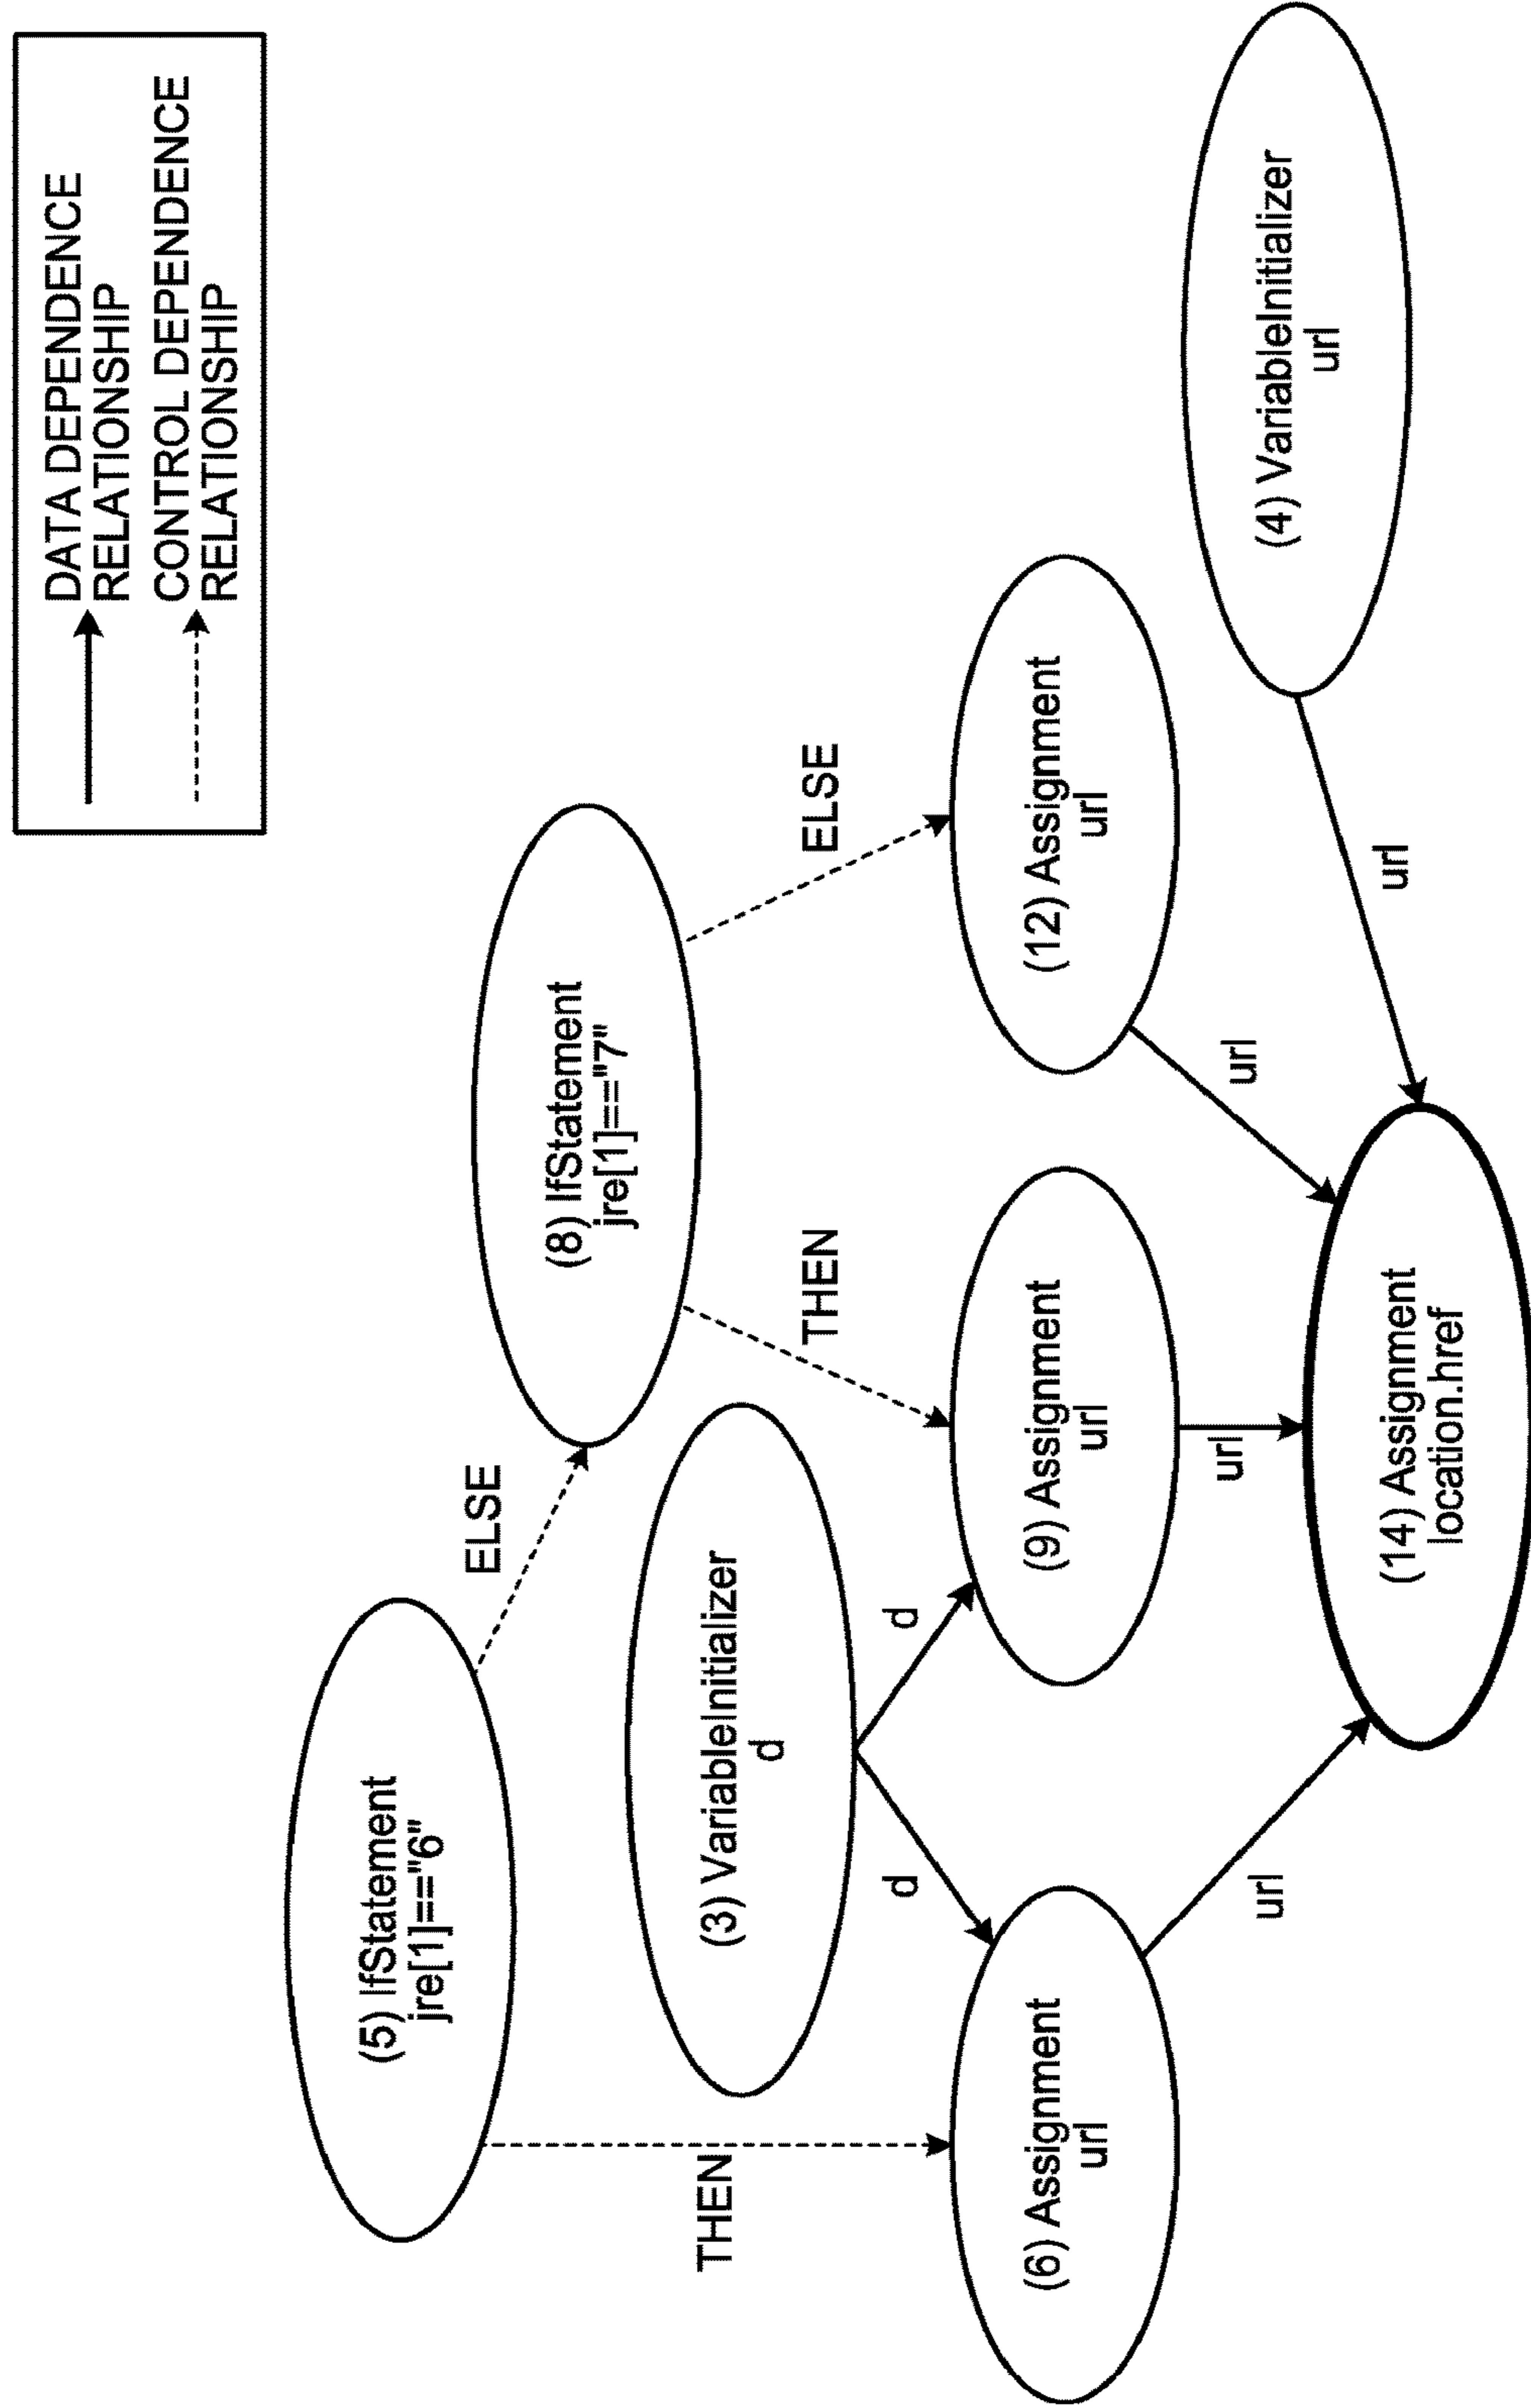 DATA DEPENDENCE
RELATIONSHIP
CONTROL DEPENDENCE
RELATIONSHIP
(5) IfStatement
jre[1]=="6"
ELSE
(8) IfStatement
jre[1]=="7"
THEN
(3) VariableInitializer
d
THEN
ELSE
d
d
(6) Assignment
url
(9) Assignment
url
(12) Assignment
url
(4) VariableInitializer
url
url
url
url
url
(14) Assignment
location.href